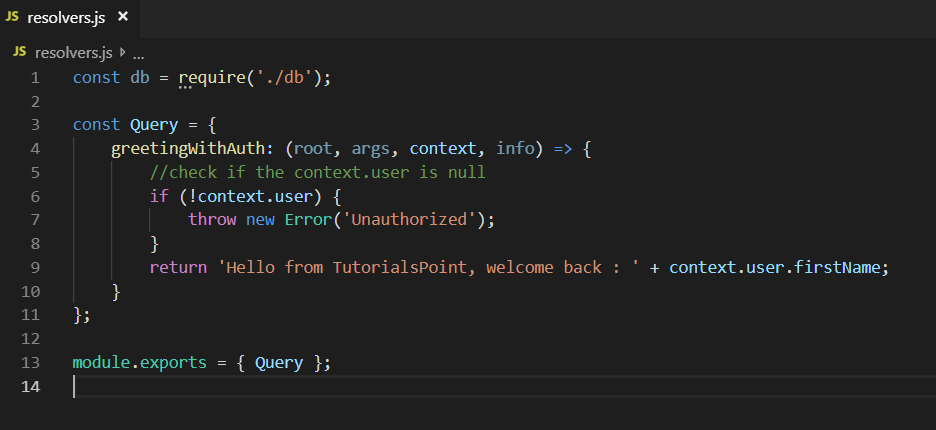 JS resolvers.js ×
JS resolvers.js › ...
1 const db = require('./db');
2
3 const Query = {
4     greetingWithAuth: (root, args, context, info) => {
5         //check if the context.user is null
6         if (!context.user) {
7             throw new Error('Unauthorized');
8         }
9         return 'Hello from TutorialsPoint, welcome back : ' + context.user.firstName;
10     }
11 };
12
13 module.exports = { Query };
14